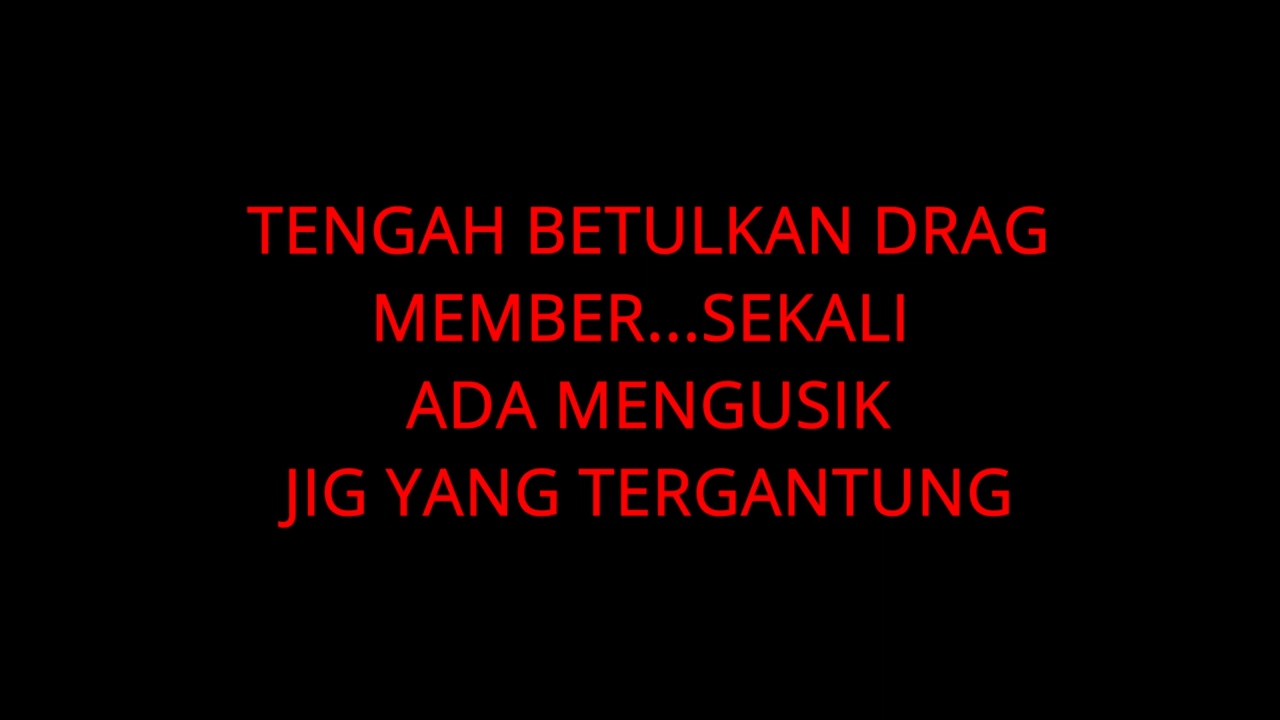 TENGAH BETULKAN DRAG
MEMBER...SEKALI
ADA MENGUSIK
JIG YANG TERGANTUNG